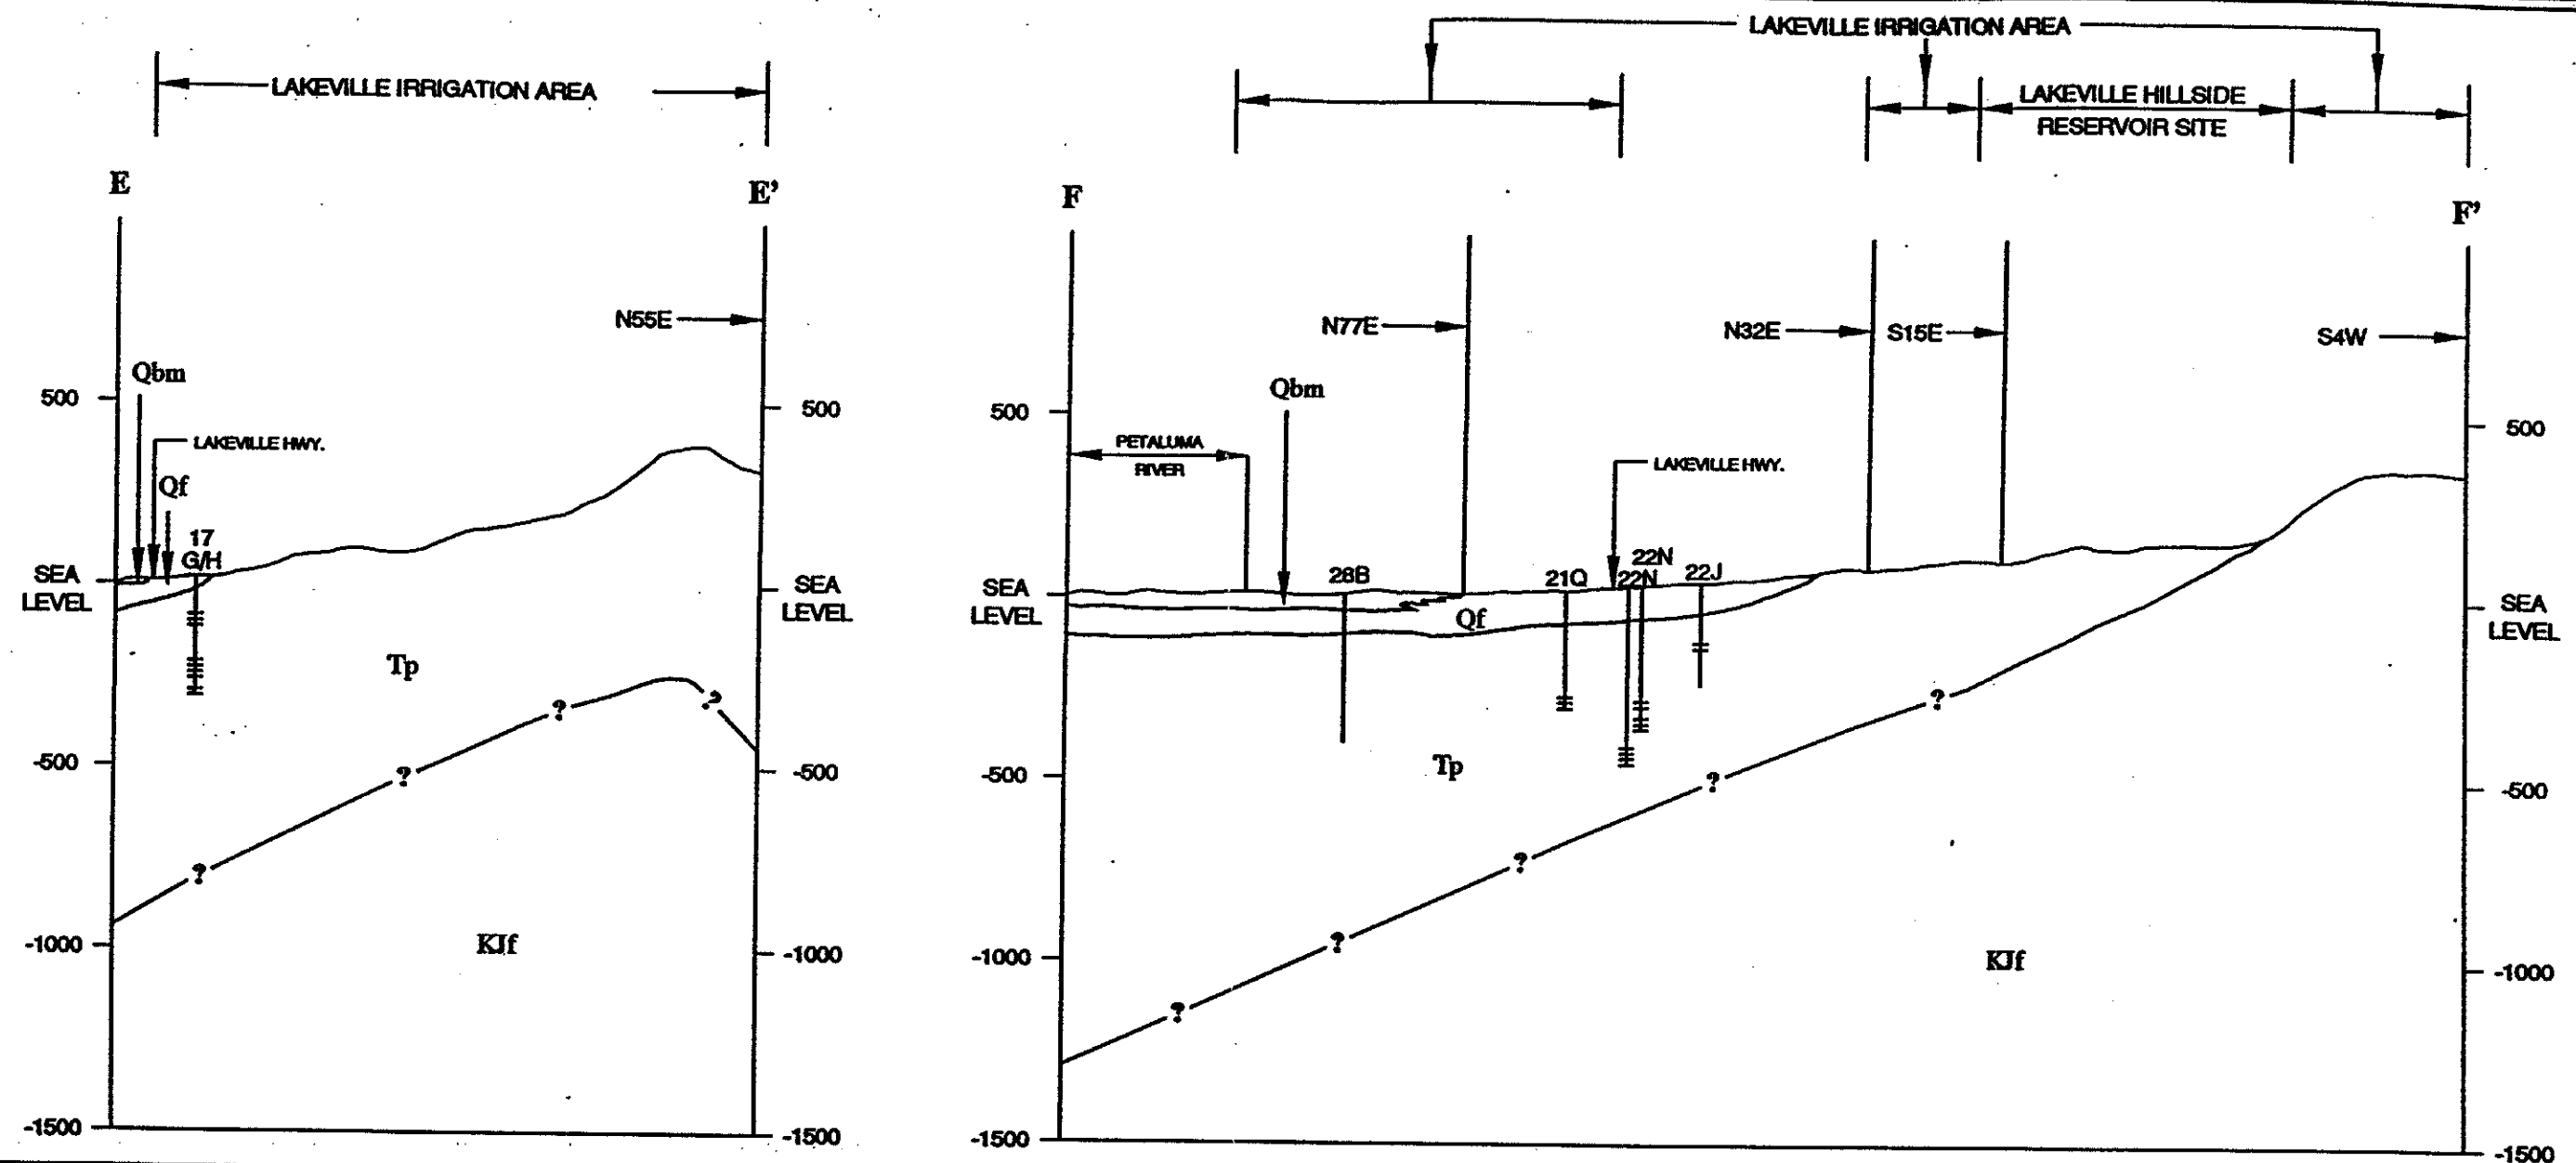 LAKEVILLE IRRIGATION AREA
E
E'
N55E
Qbm
500
500
LAKEVILLE HWY.
Qf
17
G/H
SEA
LEVEL
SEA
LEVEL
Tp
?
?
?
?
-500
-500
-1000
-1000
KJf
-1500
-1500
LAKEVILLE IRRIGATION AREA
LAKEVILLE HILLSIDE
RESERVOIR SITE
F
F'
N77E
N32E
S15E
S4W
Qbm
500
500
PETALUMA
RIVER
LAKEVILLE HWY.
28B
21Q
22N
22N
22J
SEA
LEVEL
SEA
LEVEL
Qf
Tp
?
?
?
?
?
-500
-500
-1000
-1000
KJf
-1500
-1500